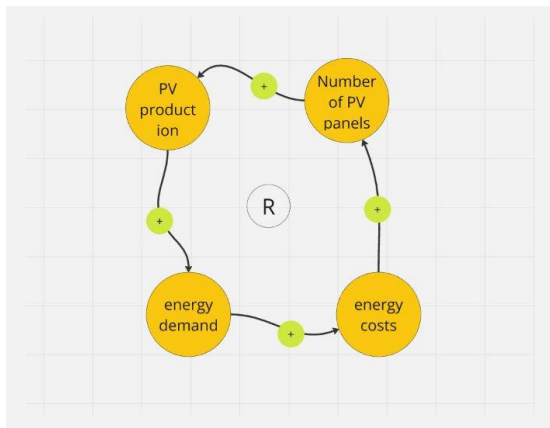 PV
product
ion
+
Number
of PV
panels
R
+
+
energy
demand
+
energy
costs